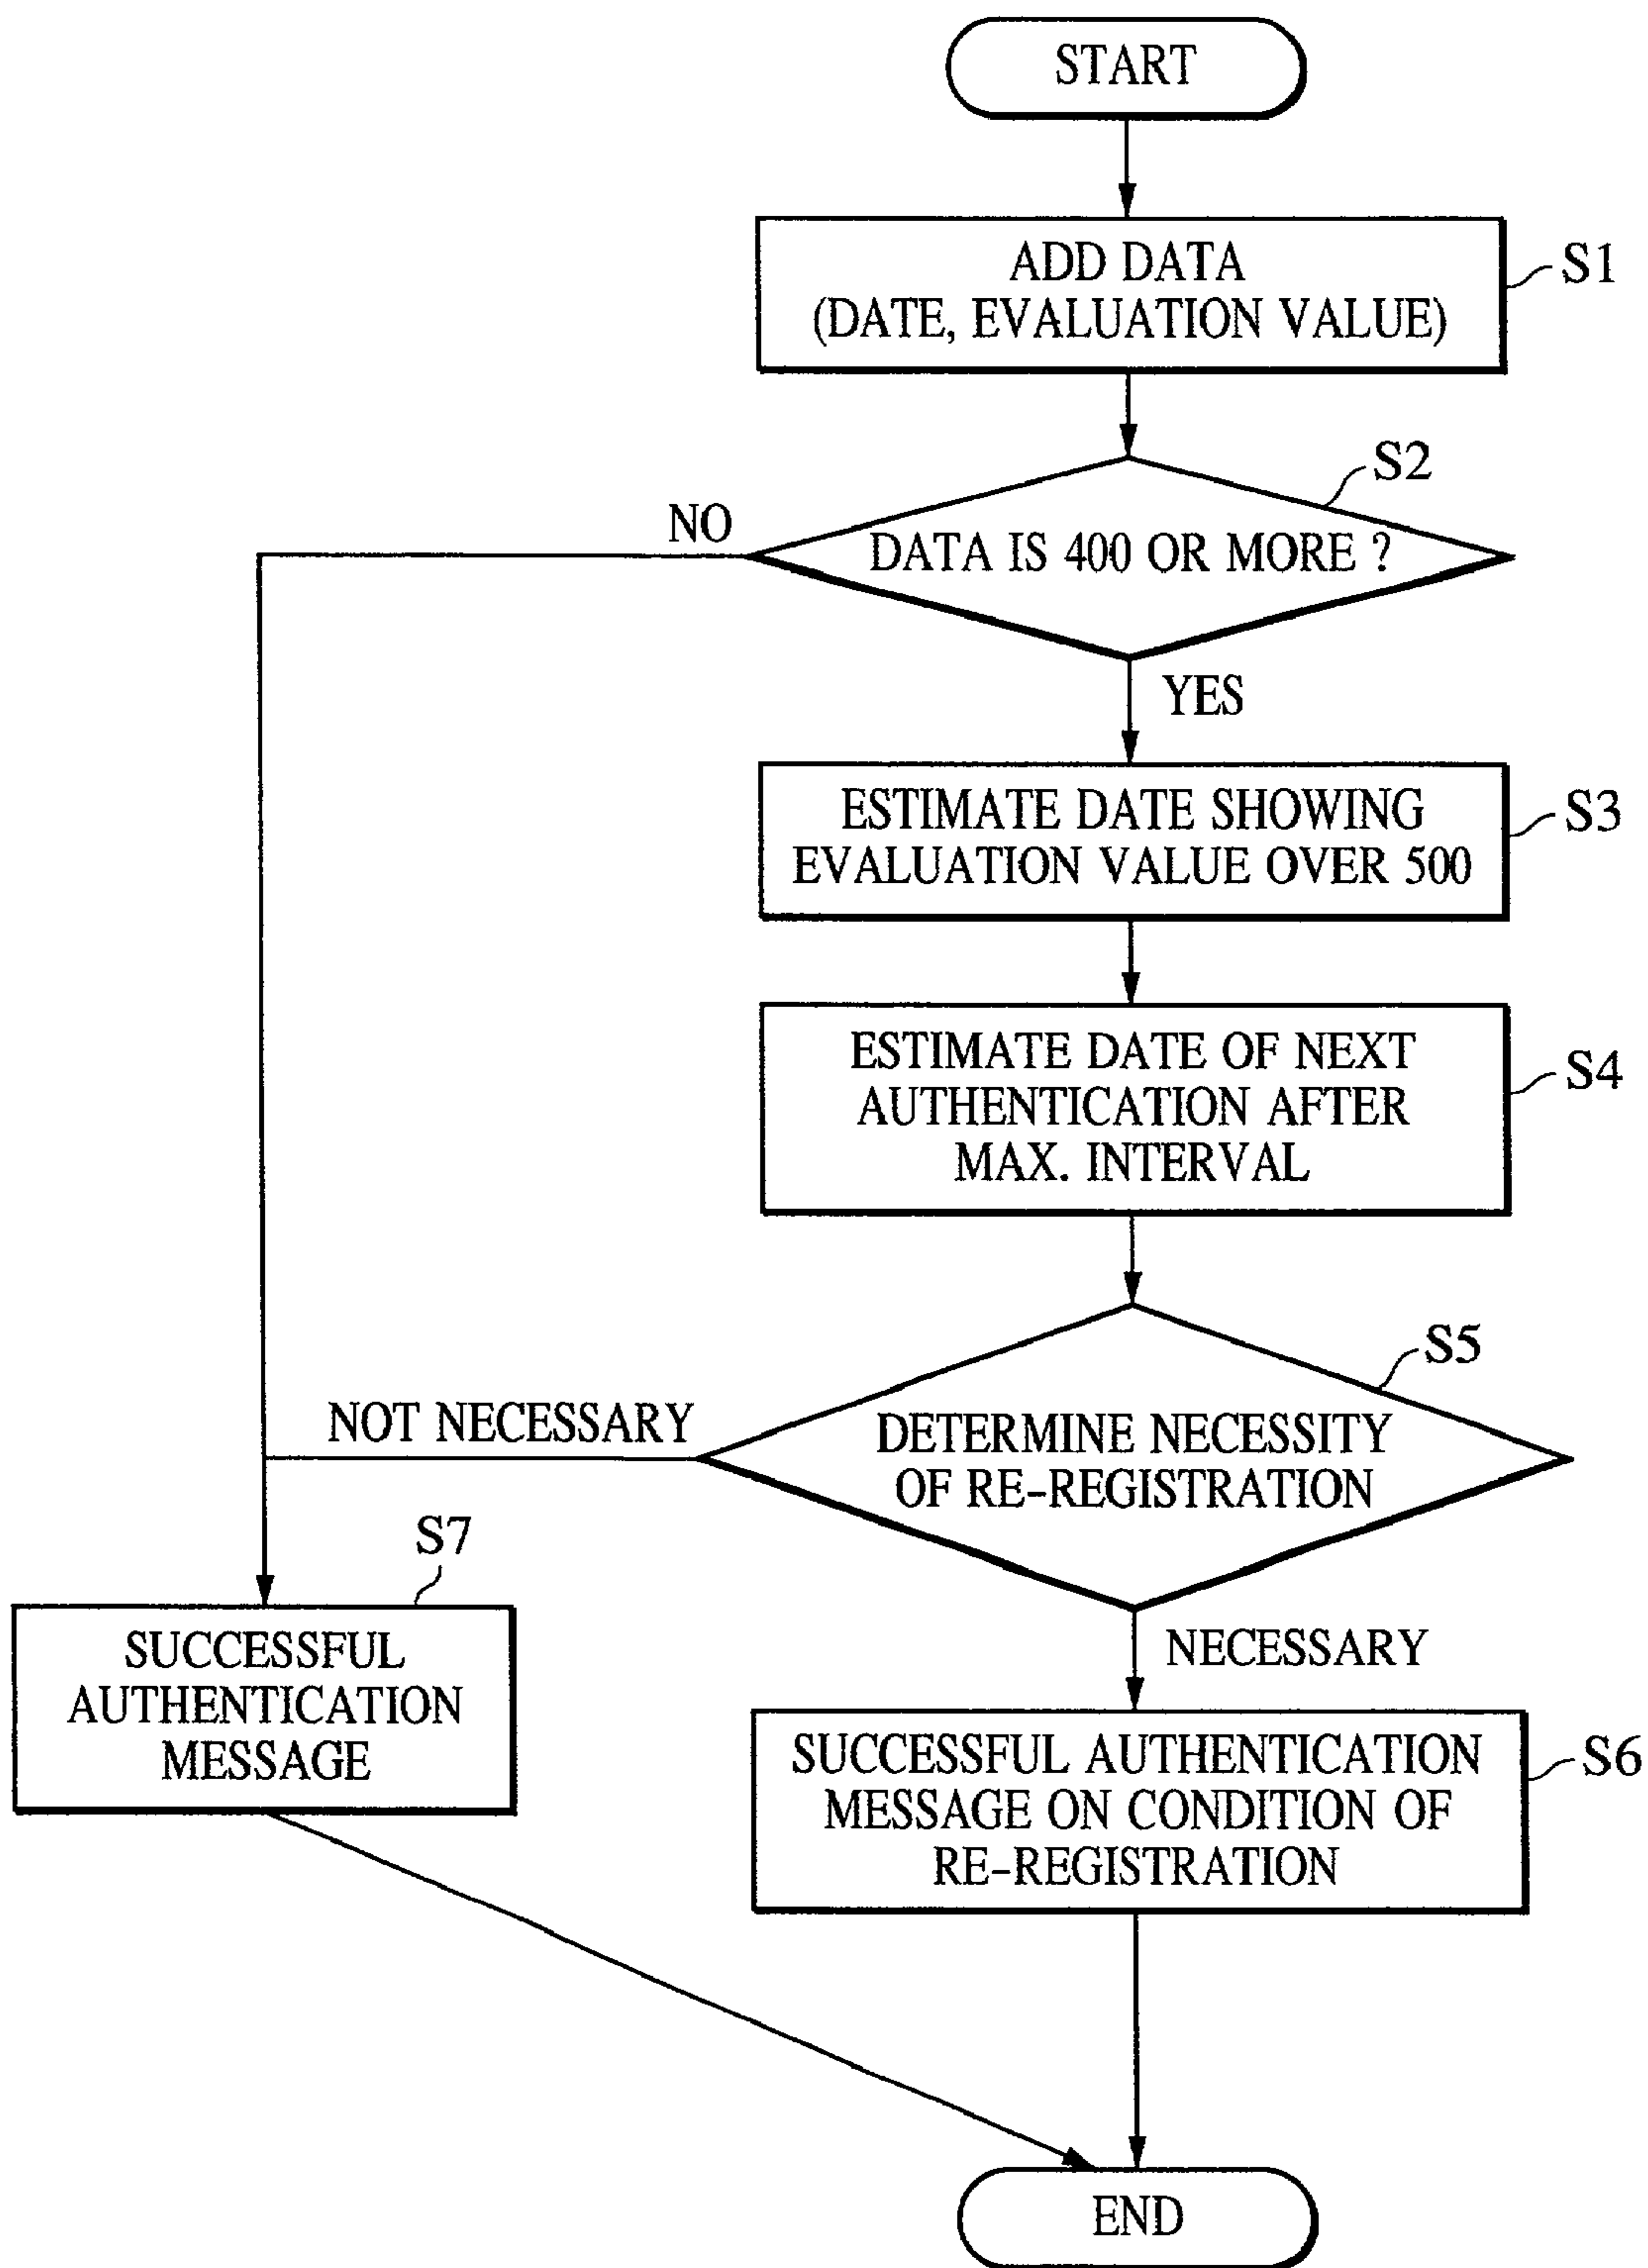 START
ADD DATA
(DATE, EVALUATION VALUE)
S1
S2
NO
DATA IS 400 OR MORE ?
YES
ESTIMATE DATE SHOWING
EVALUATION VALUE OVER 500
S3
ESTIMATE DATE OF NEXT
AUTHENTICATION AFTER
MAX. INTERVAL
S4
S5
NOT NECESSARY
DETERMINE NECESSITY
OF RE-REGISTRATION
S7
SUCCESSFUL
AUTHENTICATION
MESSAGE
NECESSARY
SUCCESSFUL AUTHENTICATION
MESSAGE ON CONDITION OF
RE-REGISTRATION
S6
END